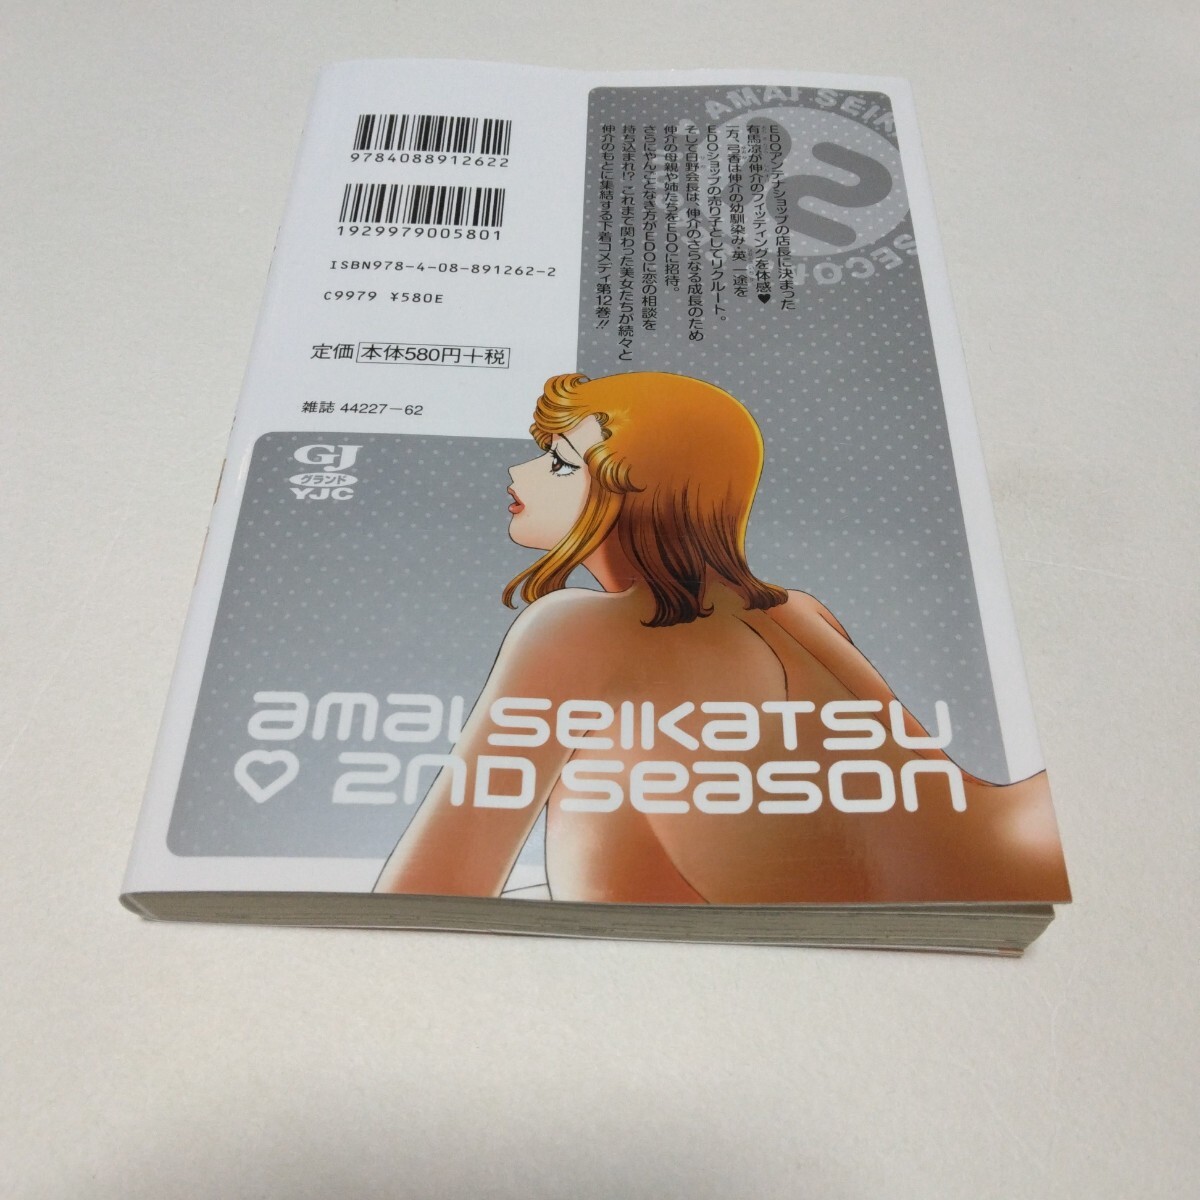 9784088912622
1929979005801
ISBN978-4-08-891262-2
C9979 ¥580E
定価 本体580円+税
雑誌 44227-62
AMAI SEIK
SECON
EDOアンテナショップの店長に決まった
有馬涼が伸介のフィッティングを体感♥
一方、弓香は伸介の幼馴染み・英 一途を
EDOショップの売り子としてリクルート。
そして日野会長は、伸介のさらなる成長のため
伸介の母親や姉たちをEDOに招待。
さらにやんごとなき方がEDOに恋の相談を
持ち込まれ!? これまで関わった美女たちが続々と
伸介のもとに集結する下着コメディ第12巻!!
GJ
グランド
YJC
amai seikatsu
♡ 2nd season